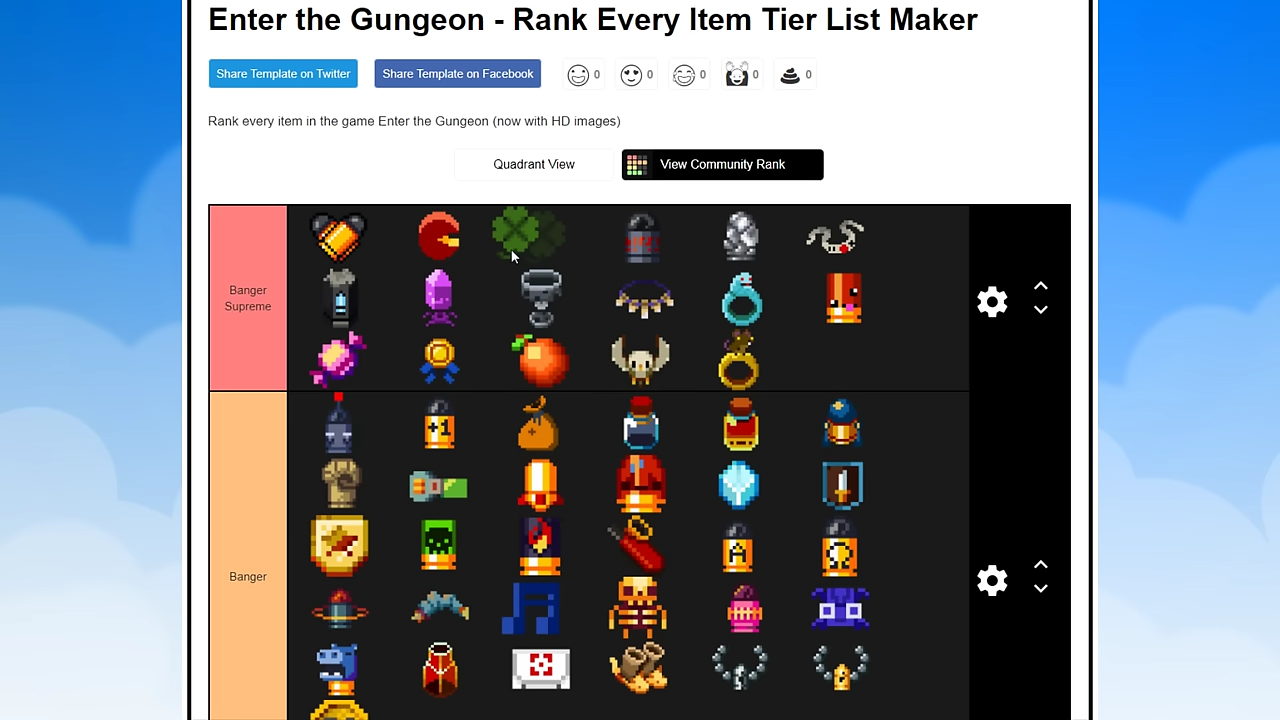 Enter the Gungeon - Rank Every Item Tier List Maker
Share Template on Twitter
Share Template on Facebook
0
0
0
0
0
Rank every item in the game Enter the Gungeon (now with HD images)
Quadrant View
View Community Rank
Banger
Supreme
+1
A
Banger